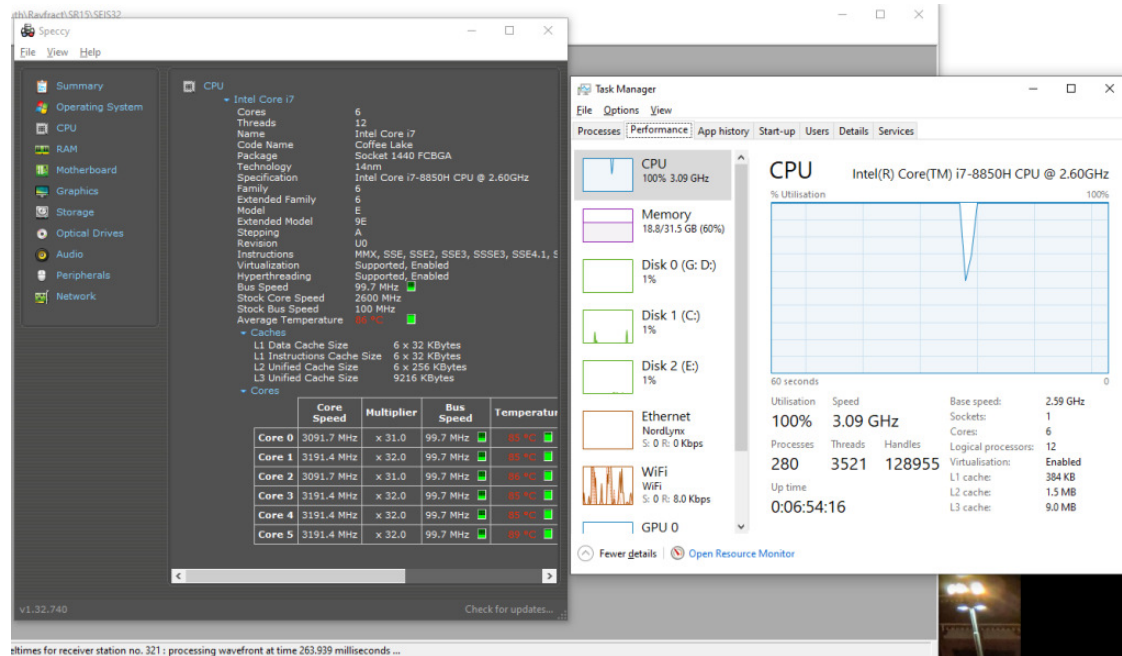 th\Rayfract\SR15\SEIS32
Speccy
File View Help
Summary
Operating System
CPU
RAM
Motherboard
Graphics
Storage
Optical Drives
Audio
Peripherals
Network
CPU
Intel Core i7
Cores 6
Threads 12
Name Intel Core i7
Code Name Coffee Lake
Package Socket 1440 FCBGA
Technology 14nm
Specification Intel Core i7-8850H CPU @ 2.60GHz
Family 6
Extended Family 6
Model E
Extended Model 9E
Stepping A
Revision U0
Instructions MMX, SSE, SSE2, SSE3, SSSE3, SSE4.1, S
Virtualization Supported, Enabled
Hyperthreading Supported, Enabled
Bus Speed 99.7 MHz
Stock Core Speed 2600 MHz
Stock Bus Speed 100 MHz
Average Temperature 86 °C
Caches
L1 Data Cache Size 6 x 32 KBytes
L1 Instructions Cache Size 6 x 32 KBytes
L2 Unified Cache Size 6 x 256 KBytes
L3 Unified Cache Size 9216 KBytes
Cores
Core Speed Multiplier Bus Speed Temperatur
Core 0 3091.7 MHz x 31.0 99.7 MHz 85 °C
Core 1 3191.4 MHz x 32.0 99.7 MHz 85 °C
Core 2 3091.7 MHz x 31.0 99.7 MHz 86 °C
Core 3 3191.4 MHz x 32.0 99.7 MHz 85 °C
Core 4 3191.4 MHz x 32.0 99.7 MHz 85 °C
Core 5 3191.4 MHz x 32.0 99.7 MHz 89 °C
v1.32.740
Check for updates...
Task Manager
File Options View
Processes Performance App history Start-up Users Details Services
CPU
100% 3.09 GHz
Memory
18.8/31.5 GB (60%)
Disk 0 (G: D:)
1%
Disk 1 (C:)
1%
Disk 2 (E:)
1%
Ethernet
NordLynx
S: 0 R: 0 Kbps
WiFi
WiFi
S: 0 R: 8.0 Kbps
GPU 0
CPU Intel(R) Core(TM) i7-8850H CPU @ 2.60GHz
% Utilisation 100%
60 seconds 0
Utilisation Speed
100% 3.09 GHz
Processes Threads Handles
280 3521 128955
Up time
0:06:54:16
Base speed: 2.59 GHz
Sockets: 1
Cores: 6
Logical processors: 12
Virtualisation: Enabled
L1 cache: 384 KB
L2 cache: 1.5 MB
L3 cache: 9.0 MB
Fewer details Open Resource Monitor
eltimes for receiver station no. 321 : processing wavefront at time 263.939 milliseconds ...